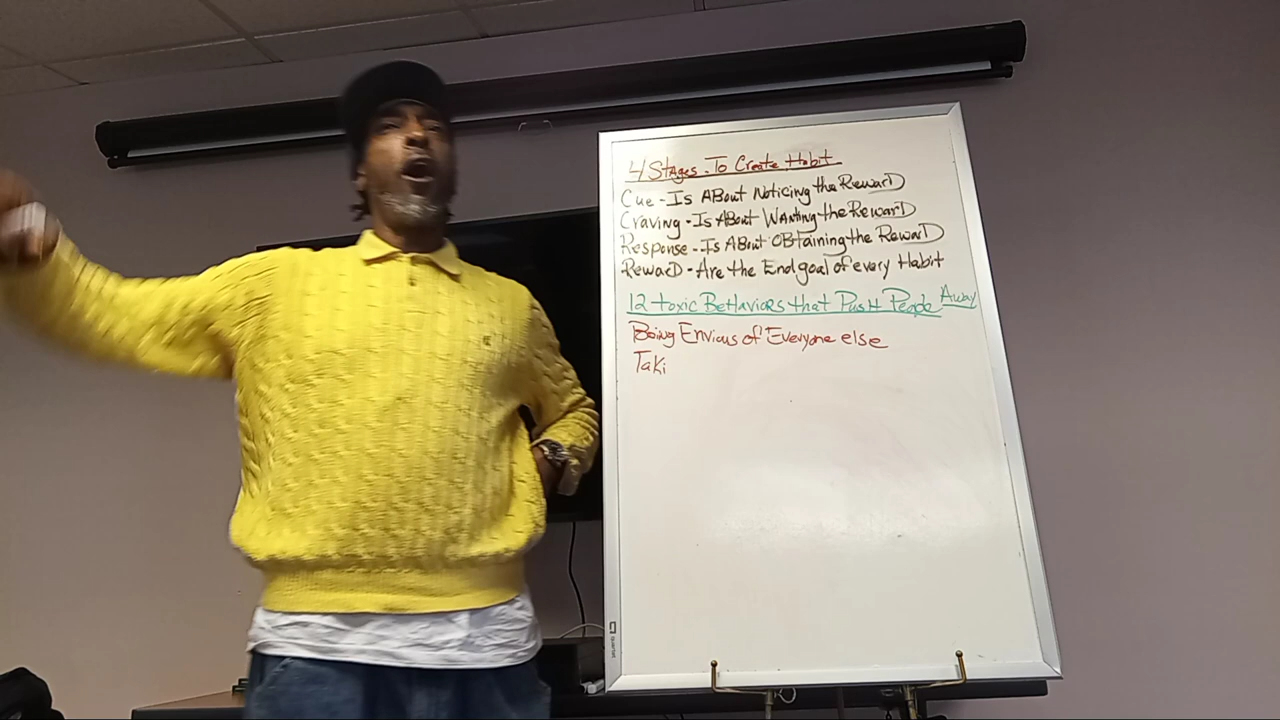 4 Stages To Create Habit
Cue - Is About Noticing the Reward
Craving - Is About Wanting the Reward
Response - Is About Obtaining the Reward
Reward - Are the End goal of every Habit
12 toxic Behaviors that Push People Away
Being Envious of Everyone else
Taki